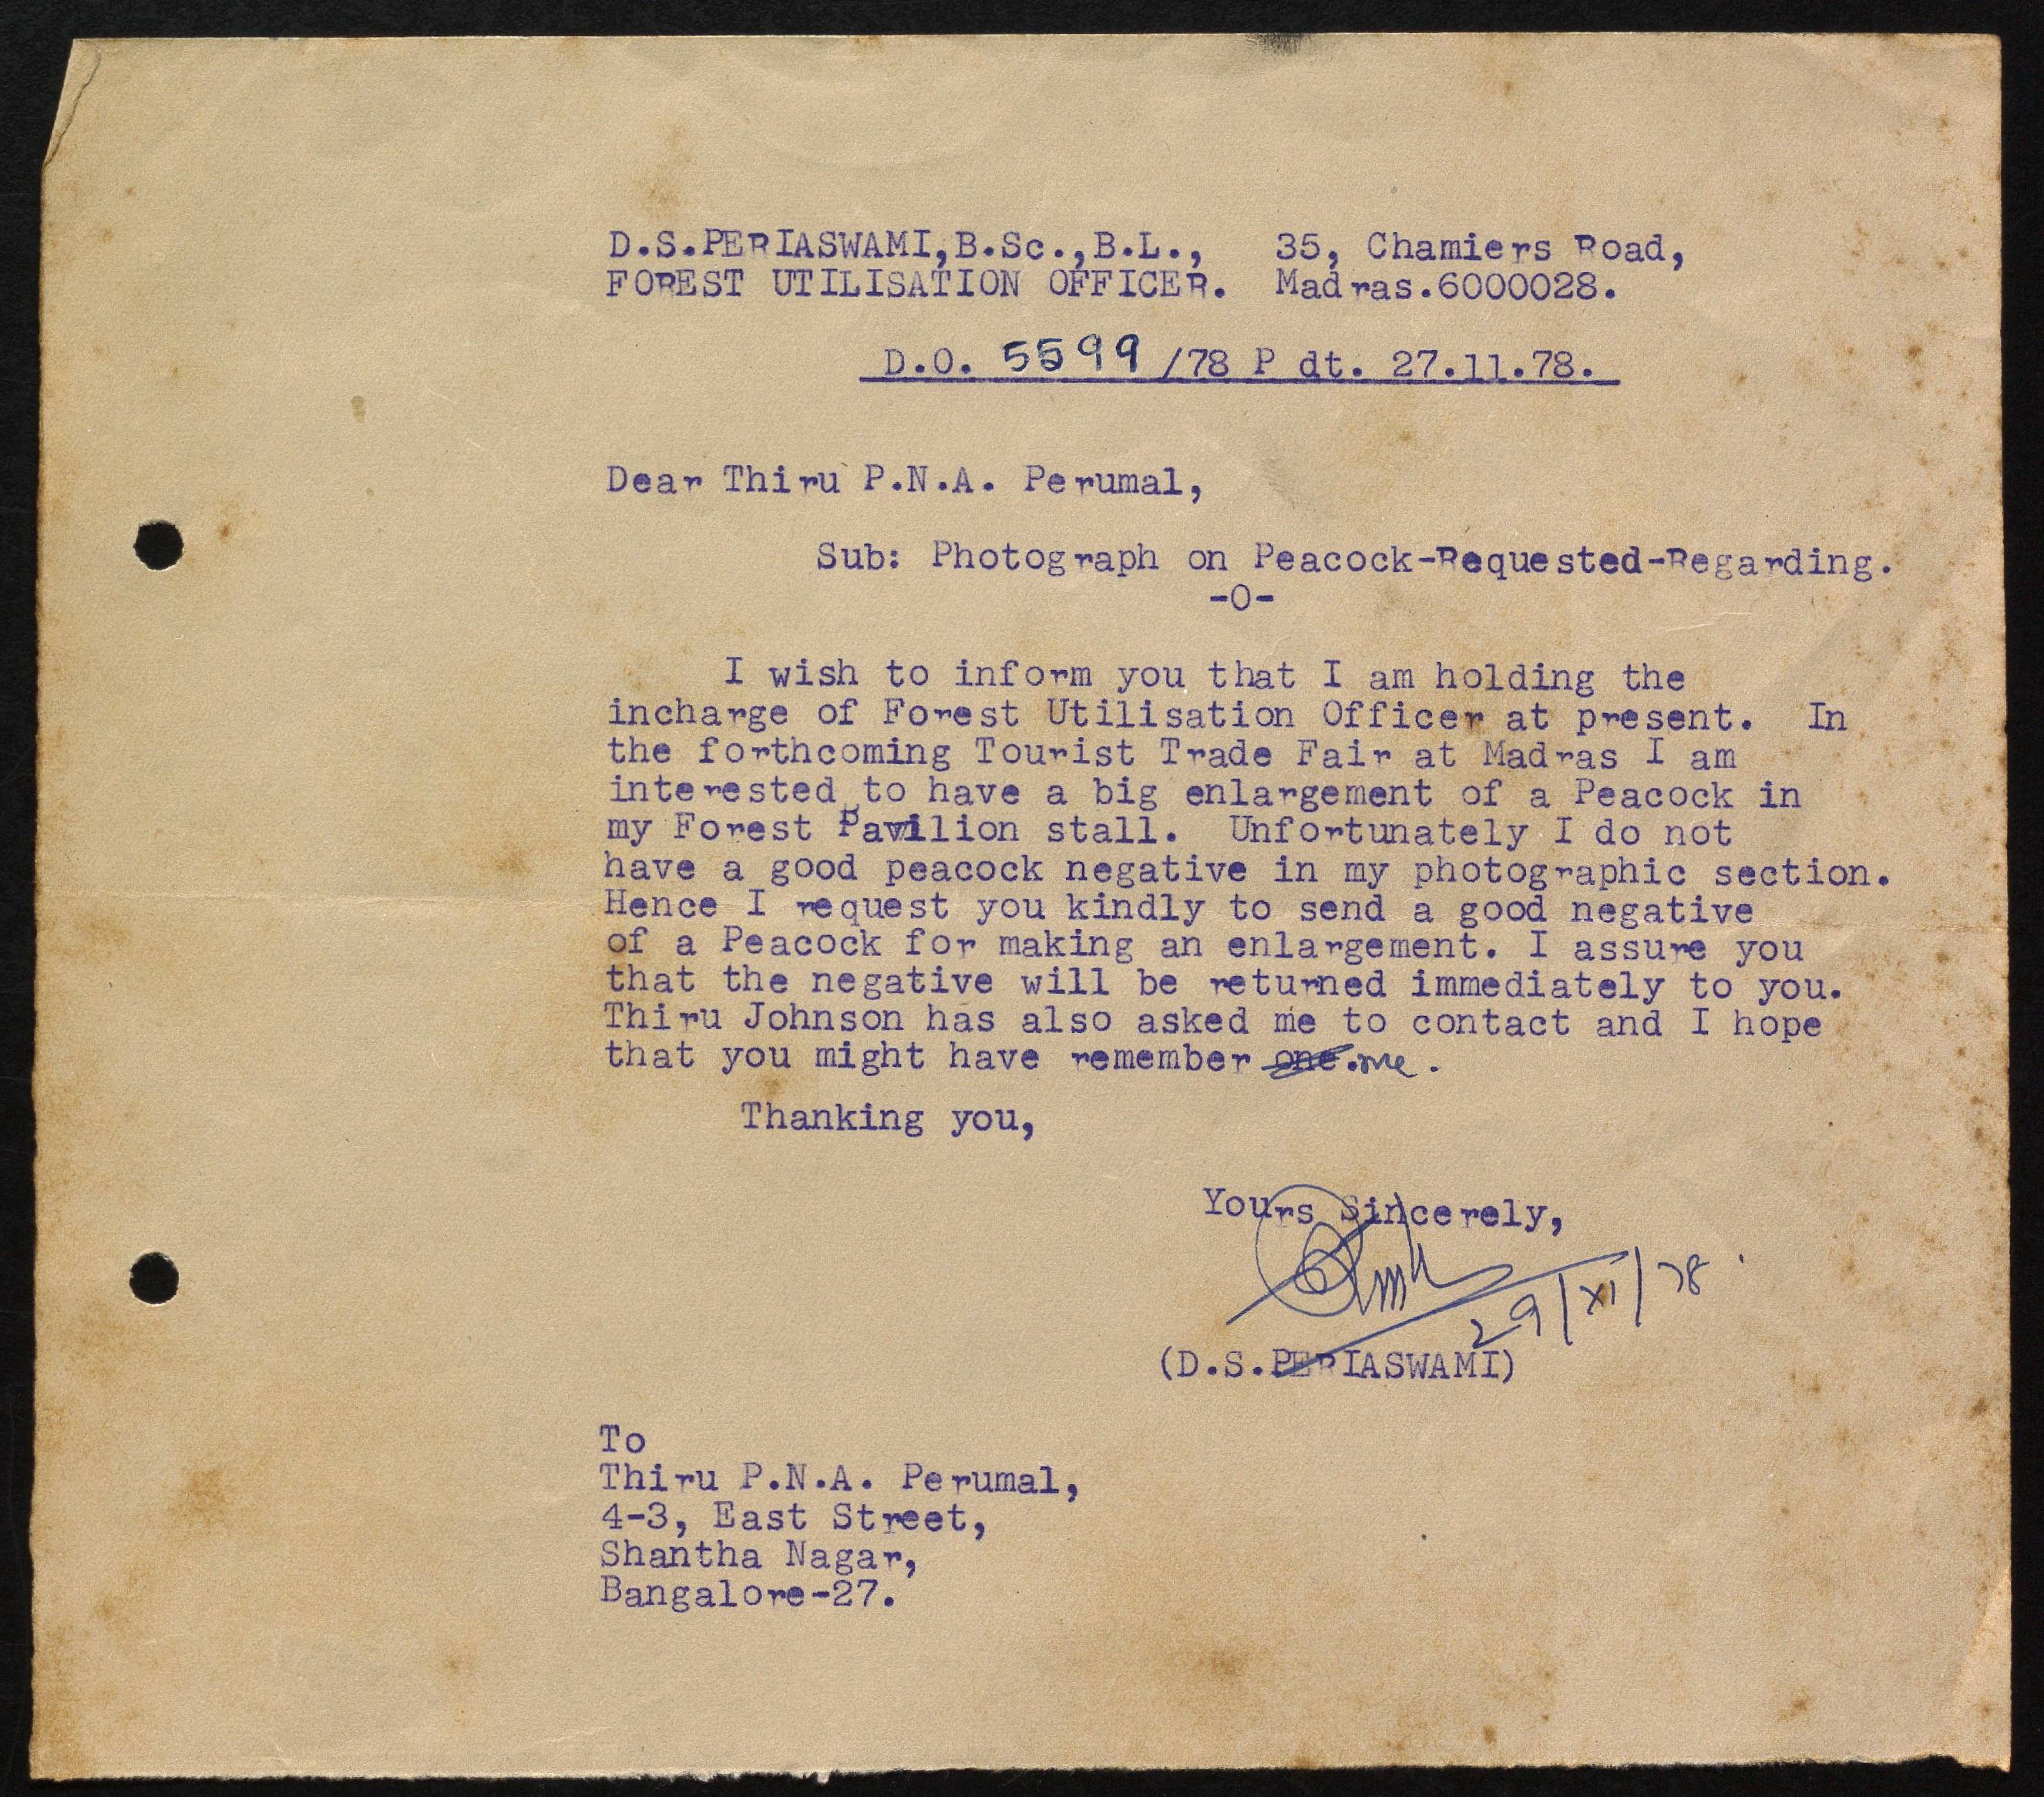 D.S.PERIASWAMI,B.Sc.,B.L., 35, Chamiers Road,
FOREST UTILISATION OFFICER. Madras.6000028.
D.O. 5599 /78 P dt. 27.11.78.
Dear Thiru P.N.A. Perumal,
Sub: Photograph on Peacock-Requested-Regarding.
-0-
I wish to inform you that I am holding the
incharge of Forest Utilisation Officer at present. In
the forthcoming Tourist Trade Fair at Madras I am
interested to have a big enlargement of a Peacock in
my Forest Pavilion stall. Unfortunately I do not
have a good peacock negative in my photographic section.
Hence I request you kindly to send a good negative
of a Peacock for making an enlargement. I assure you
that the negative will be returned immediately to you.
Thiru Johnson has also asked me to contact and I hope
that you might have remember one. me.
Thanking you,
Yours Sincerely,
29/XI/78.
(D.S.PERIASWAMI)
To
Thiru P.N.A. Perumal,
4-3, East Street,
Shantha Nagar,
Bangalore-27.